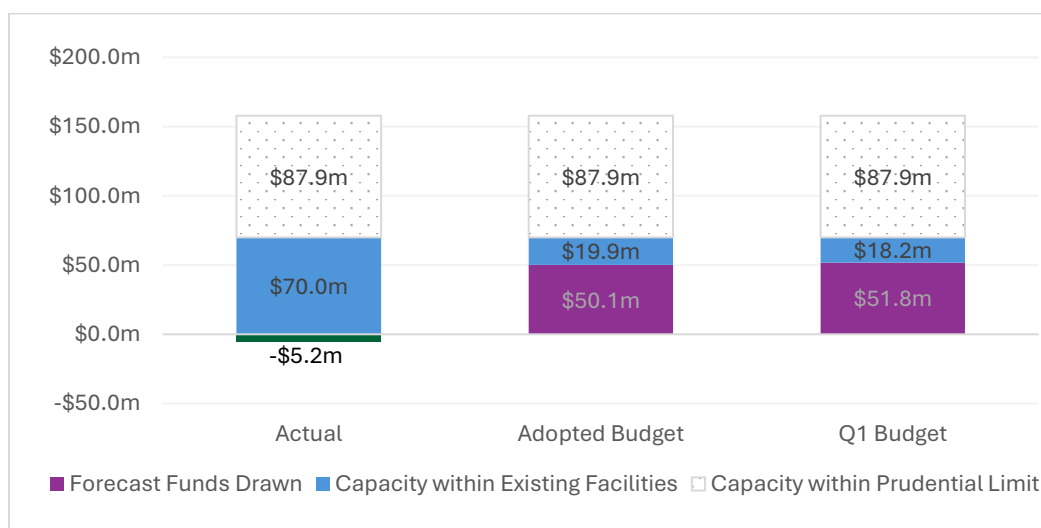 $200.0m
$150.0m
$87.9m $87.9m $87.9m
$100.0m
$50.0m
$19.9m $18.2m
$70.0m $50.1m $51.8m
$0.0m
-$5.2m
-$50.0m
Actual Adopted Budget Q1 Budget
Forecast Funds Drawn Capacity within Existing Facilities Capacity within Prudential Limit